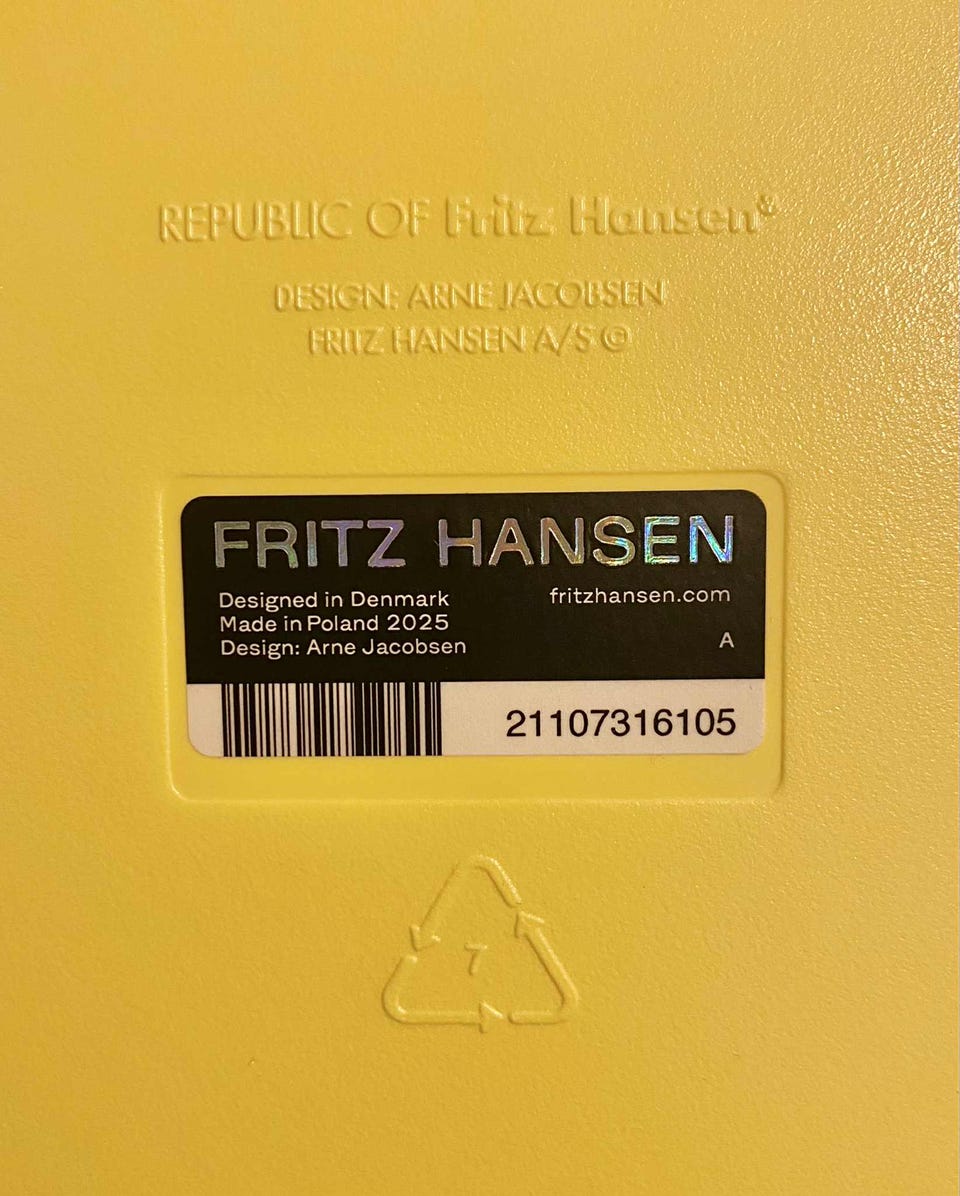 REPUBLIC OF Fritz Hansen®
DESIGN: ARNE JACOBSEN
FRITZ HANSEN A/S ©
FRITZ HANSEN
Designed in Denmark
Made in Poland 2025
Design: Arne Jacobsen
fritzhansen.com
A
21107316105
7